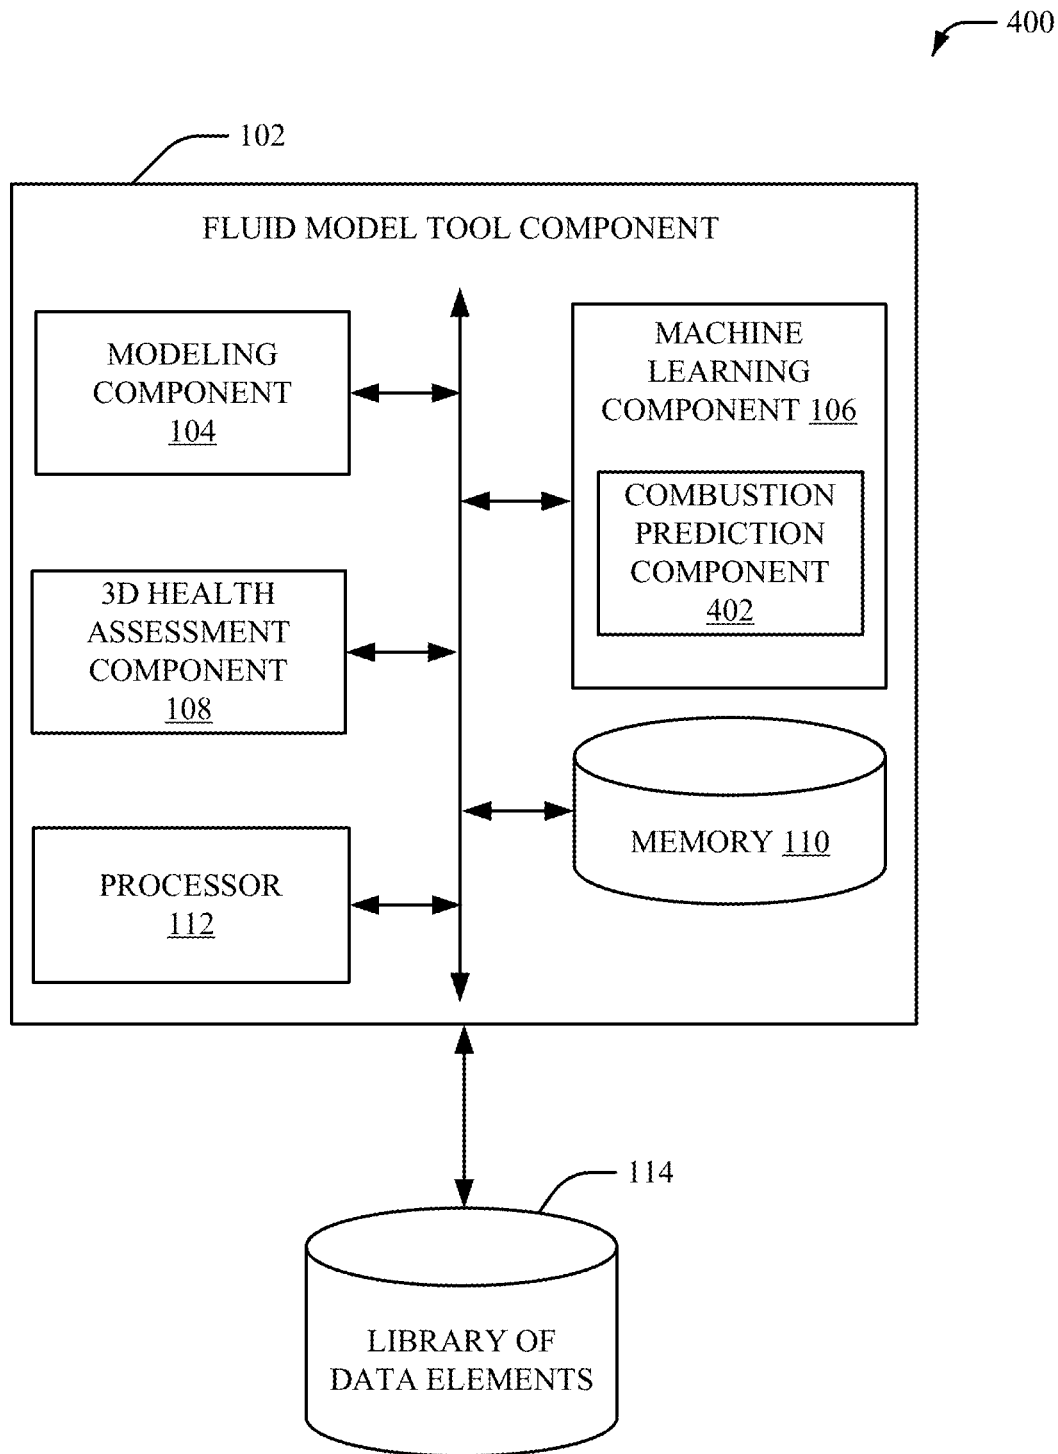 400
102
FLUID MODEL TOOL COMPONENT
MODELING
COMPONENT
104
MACHINE
LEARNING
COMPONENT 106
COMBUSTION
PREDICTION
COMPONENT
402
3D HEALTH
ASSESSMENT
COMPONENT
108
MEMORY 110
PROCESSOR
112
114
LIBRARY OF
DATA ELEMENTS